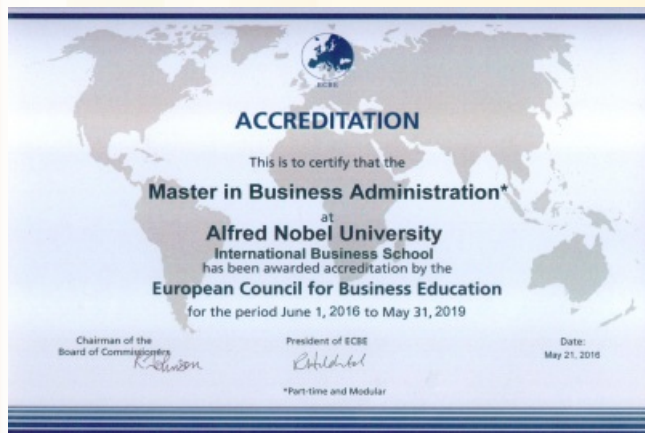 ECBE
ACCREDITATION
This is to certify that the
Master in Business Administration*
at
Alfred Nobel University
International Business School
has been awarded accreditation by the
European Council for Business Education
for the period June 1, 2016 to May 31, 2019
Chairman of the
Board of Commissioners
President of ECBE
Date:
May 21, 2016
*Part-time and Modular